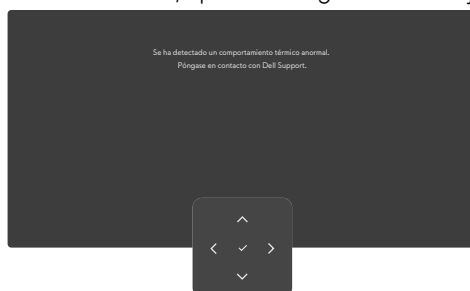 Se ha detectado un comportamiento térmico anormal.
Póngase en contacto con Dell Support.